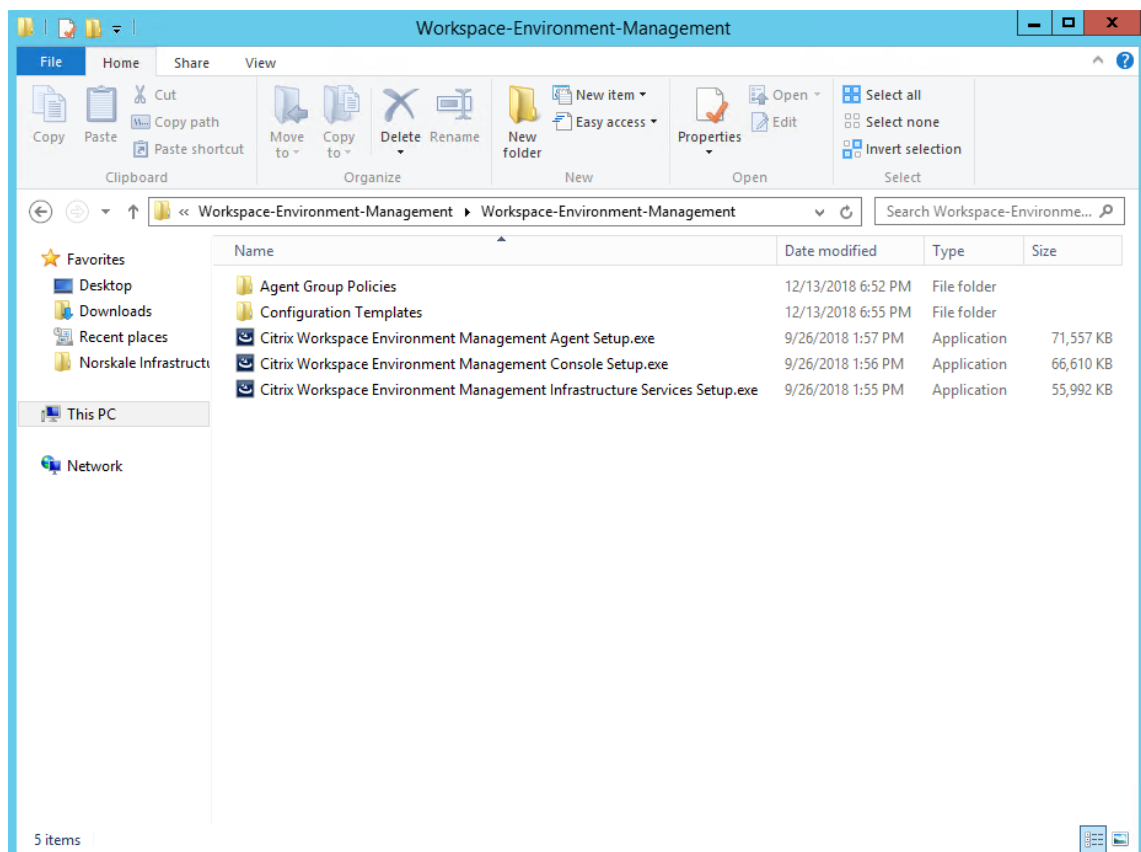 Workspace-Environment-Management
File Home Share View
Copy
Paste
Cut
Copy path
Paste shortcut
Clipboard
Move to
Copy to
Delete
Rename
Organize
New folder
New item
Easy access
New
Properties
Open
Edit
Open
Select all
Select none
Invert selection
Select
« Workspace-Environment-Management Workspace-Environment-Management
Search Workspace-Environme...
Favorites
Desktop
Downloads
Recent places
Norskale Infrastructu
This PC
Network
Name Date modified Type Size
Agent Group Policies 12/13/2018 6:52 PM File folder
Configuration Templates 12/13/2018 6:55 PM File folder
Citrix Workspace Environment Management Agent Setup.exe 9/26/2018 1:57 PM Application 71,557 KB
Citrix Workspace Environment Management Console Setup.exe 9/26/2018 1:56 PM Application 66,610 KB
Citrix Workspace Environment Management Infrastructure Services Setup.exe 9/26/2018 1:55 PM Application 55,992 KB
5 items